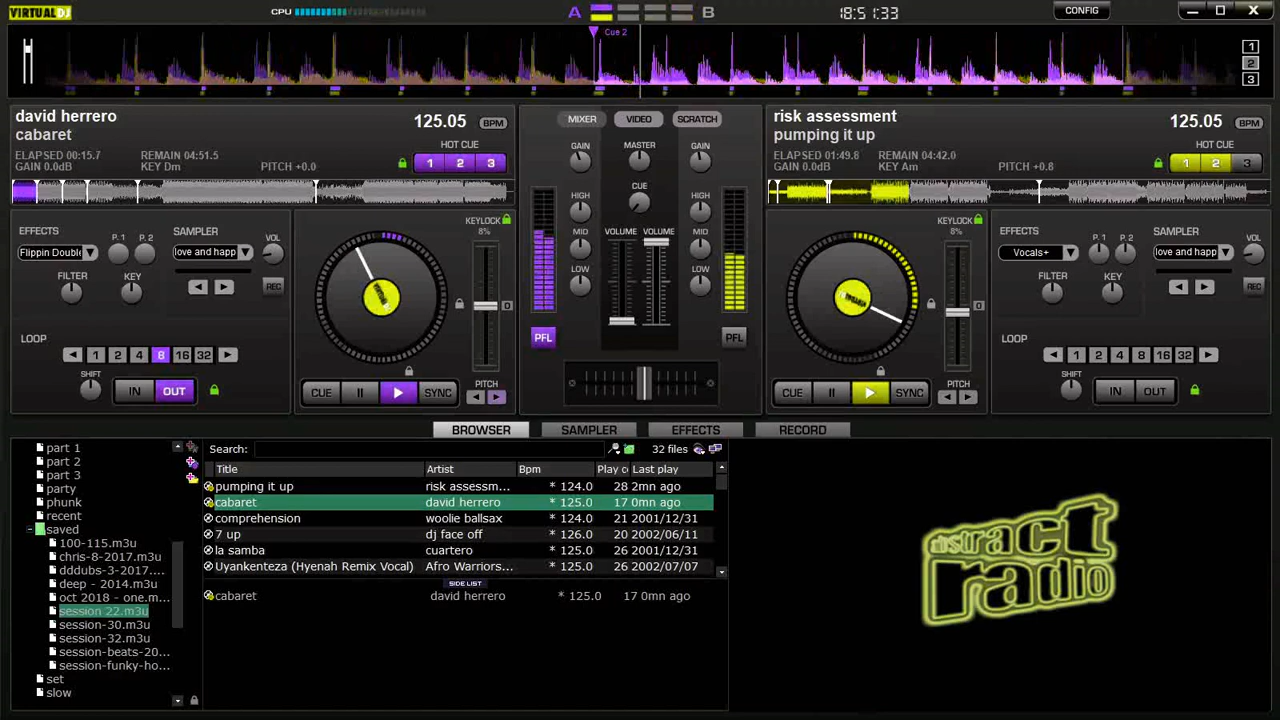 VIRTUAL DJ
CPU
A B
18:51:33
CONFIG
Cue 2
1
2
3
david herrero
cabaret
125.05 BPM
ELAPSED 00:15.7 REMAIN 04:51.5
GAIN 0.0dB KEY Dm PITCH +0.0
HOT CUE
1 2 3
MIXER VIDEO SCRATCH
risk assessment
pumping it up
125.05 BPM
ELAPSED 01:49.8 REMAIN 04:42.0
GAIN 0.0dB KEY Am PITCH +0.8
HOT CUE
1 2 3
EFFECTS P. 1 P. 2 SAMPLER VOL
Flippin Double love and happ
FILTER KEY REC
LOOP
1 2 4 8 16 32
SHIFT IN OUT
KEYLOCK
8%
0
CUE II SYNC
PITCH
GAIN MASTER GAIN
HIGH CUE HIGH
MID VOLUME VOLUME MID
LOW LOW
PFL PFL
KEYLOCK
8%
0
CUE II SYNC
PITCH
EFFECTS P. 1 P. 2 SAMPLER VOL
Vocals+ love and happ
FILTER KEY REC
LOOP
1 2 4 8 16 32
SHIFT IN OUT
BROWSER SAMPLER EFFECTS RECORD
part 1
part 2
part 3
party
phunk
recent
saved
100-115.m3u
chris-8-2017.m3u
dddubs-3-2017....
deep - 2014.m3u
oct 2018 - one.m...
session 22.m3u
session-30.m3u
session-32.m3u
session-beats-20...
session-funky-ho...
set
slow
Search: 32 files
Title Artist Bpm Play c Last play
pumping it up risk assessm... * 124.0 28 2mn ago
cabaret david herrero * 125.0 17 0mn ago
comprehension woolie ballsax * 124.0 21 2001/12/31
7 up dj face off * 126.0 20 2002/06/11
la samba cuartero * 125.0 26 2001/12/31
Uyankenteza (Hyenah Remix Vocal) Afro Warriors... * 125.0 26 2002/07/07
SIDE LIST
cabaret david herrero * 125.0 17 0mn ago
distract
radio